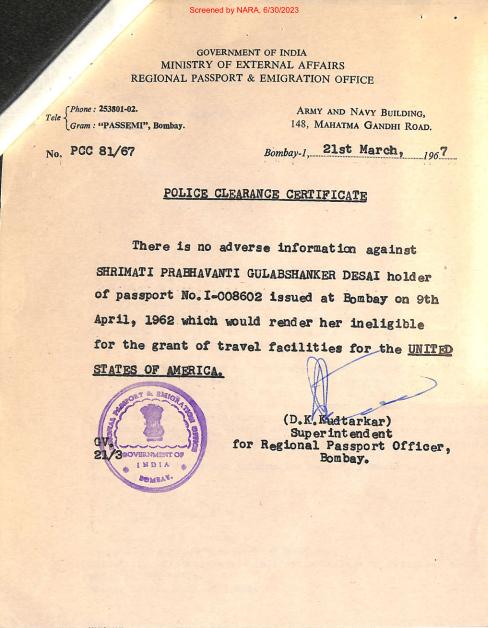 Screened by NARA, 6/30/2023
GOVERNMENT OF INDIA
MINISTRY OF EXTERNAL AFFAIRS
REGIONAL PASSPORT & EMIGRATION OFFICE
Tele { Phone : 253801-02.
Gram : "PASSEMI", Bombay.
ARMY AND NAVY BUILDING,
148, MAHATMA GANDHI ROAD.
No. PCC 81/67
Bombay-1, 21st March, 1967
POLICE CLEARANCE CERTIFICATE
There is no adverse information against
SHRIMATI PRABHAVANTI GULABSHANKER DESAI holder
of passport No.I-008602 issued at Bombay on 9th
April, 1962 which would render her ineligible
for the grant of travel facilities for the UNITED
STATES OF AMERICA.
(D.K.Kudtarkar)
Superintendent
for Regional Passport Officer,
Bombay.
GV.
21/3
REGIONAL PASSPORT & EMIGRATION OFFICE
GOVERNMENT OF
INDIA
BOMBAY.